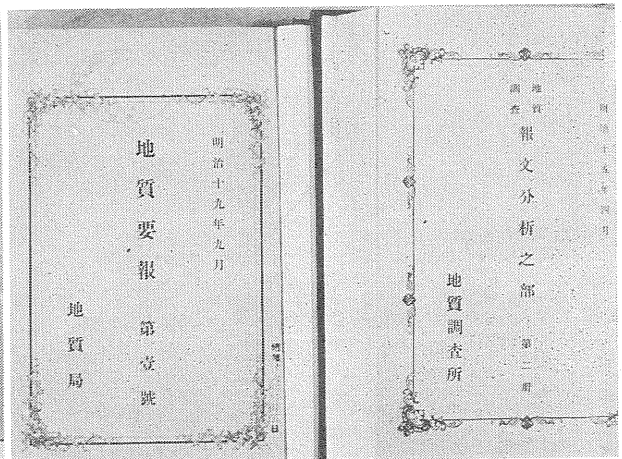 明治十五年四月
地質調査 報文分析之部 第二冊
地質調査所
明治十九年九月
地質要報 第壹號
地質局